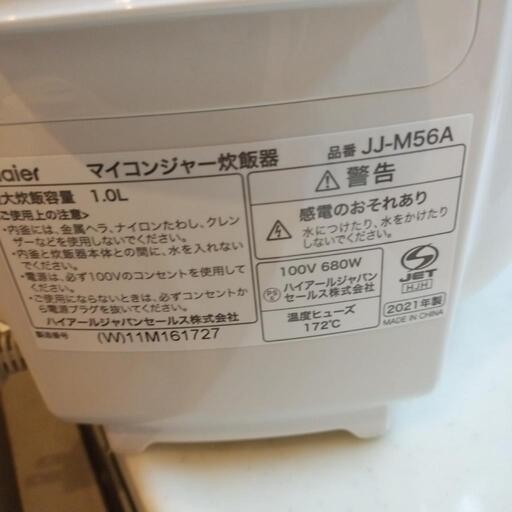 aier マイコンジャー炊飯器 品番 JJ-M56A
大炊飯容量 1.0L
ご使用上の注意>
・内釜には、金属ヘラ、ナイロンたわし、クレン
ザーなどを使用しないでください。
・内釜と炊飯器本体との間に、水を入れない
でください。
・電源は、必ず100Vのコンセントを使用して
ください。
・ご使用にならないときは、必ずコンセントか
ら電源プラグを抜いてください。
ハイアールジャパンセールス株式会社
製造番号 (W)11M161727
警告
感電のおそれあり
水につけたり、水をかけたり
しないでください。
100V 680W
PSE
ハイアールジャパン
セールス株式会社
温度ヒューズ
172℃
JET
HJH
2021年製
MADE IN CHINA